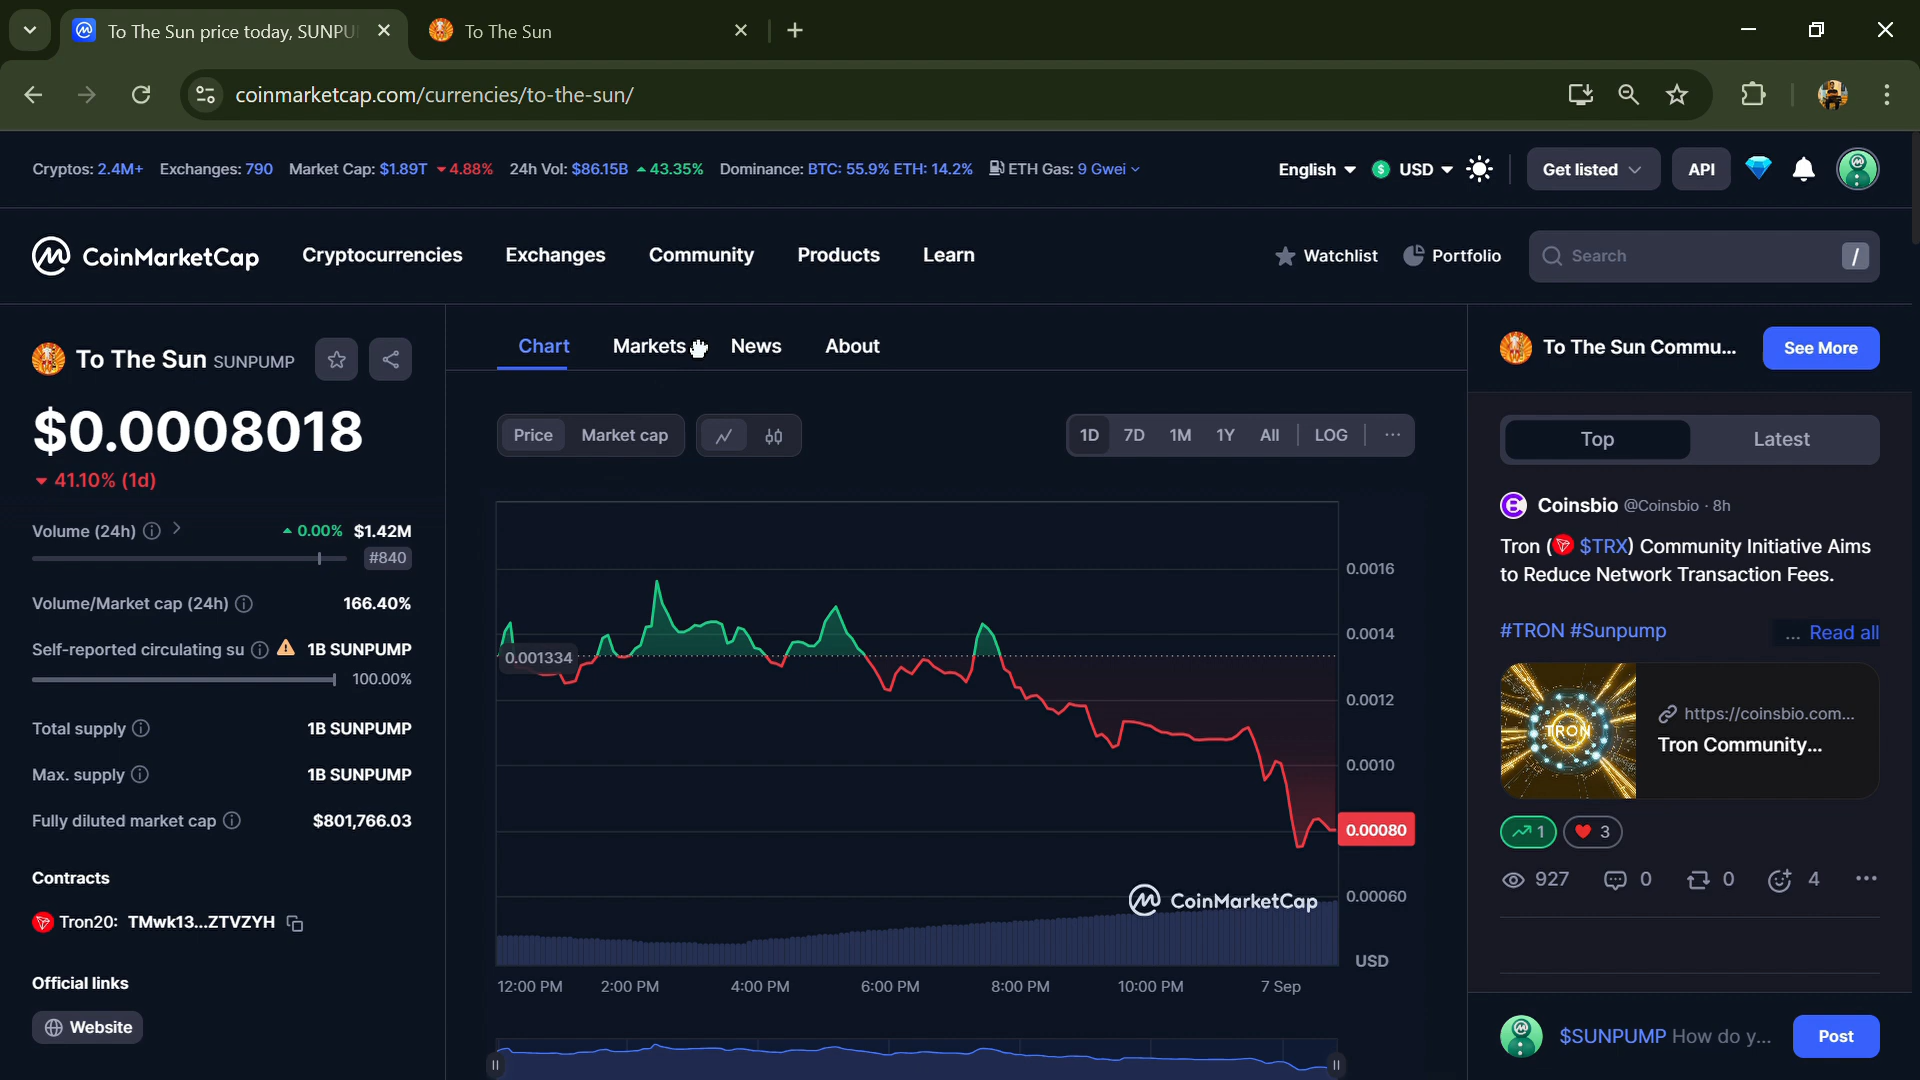 To The Sun price today, SUNPU
To The Sun
coinmarketcap.com/currencies/to-the-sun/
Cryptos: 2.4M+ Exchanges: 790 Market Cap: $1.89T 4.88% 24h Vol: $86.15B 43.35% Dominance: BTC: 55.9% ETH: 14.2% ETH Gas: 9 Gwei
English USD Get listed API
CoinMarketCap Cryptocurrencies Exchanges Community Products Learn Watchlist Portfolio Search /
To The Sun SUNPUMP
$0.0008018
41.10% (1d)
Volume (24h) 0.00% $1.42M
#840
Volume/Market cap (24h) 166.40%
Self-reported circulating su 1B SUNPUMP
100.00%
Total supply 1B SUNPUMP
Max. supply 1B SUNPUMP
Fully diluted market cap $801,766.03
Contracts
Tron20: TMwk13...ZTVZYH
Official links
Website
Chart Markets News About
Price Market cap
1D 7D 1M 1Y All LOG ...
0.001334
0.0016
0.0014
0.0012
0.0010
0.00080
0.00060
CoinMarketCap
USD
12:00 PM 2:00 PM 4:00 PM 6:00 PM 8:00 PM 10:00 PM 7 Sep
To The Sun Commu... See More
Top Latest
Coinsbio @Coinsbio · 8h
Tron ($TRX) Community Initiative Aims
to Reduce Network Transaction Fees.
#TRON #Sunpump ... Read all
TRON
https://coinsbio.com...
Tron Community...
1 3
927 0 0 4
$SUNPUMP How do y... Post